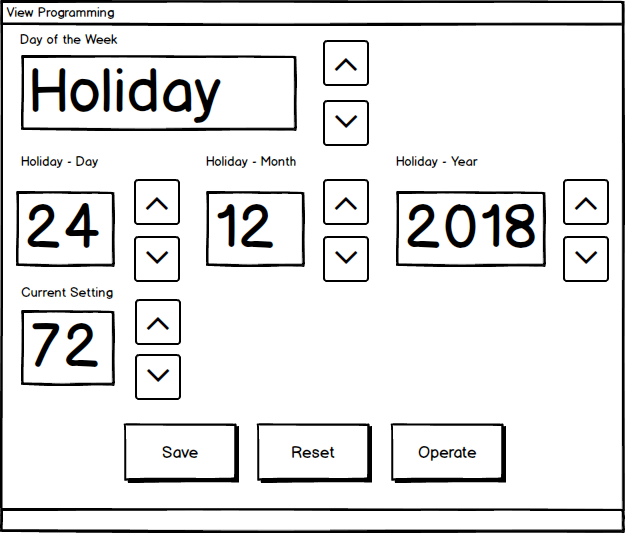 View Programming
Day of the Week
Holiday
Holiday - Day
Holiday - Month
Holiday - Year
24
12
2018
Current Setting
72
Save
Reset
Operate